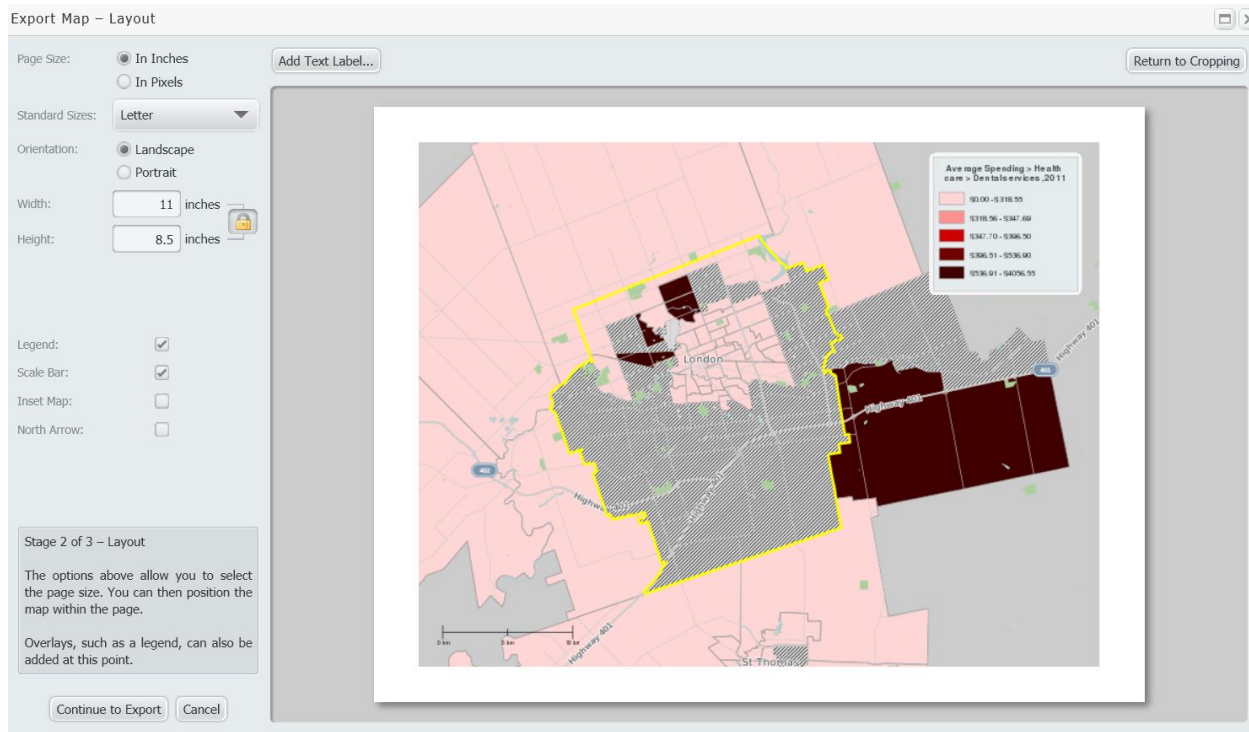 Export Map – Layout
Page Size:
In Inches
In Pixels
Add Text Label...
Return to Cropping
Standard Sizes:
Letter
Orientation:
Landscape
Portrait
Width:
11 inches
Height:
8.5 inches
Legend:
Scale Bar:
Inset Map:
North Arrow:
Stage 2 of 3 – Layout
The options above allow you to select
the page size. You can then position the
map within the page.
Overlays, such as a legend, can also be
added at this point.
Continue to Export
Cancel
Average Spending > Health
care > Dental services ,2011
$0.00 - $318.55
$318.56 - $347.69
$347.70 - $396.50
$396.51 - $536.90
$536.91 - $4056.55
London
Highway 401
401
Highway 401
402
Highway 402
Highway 401
0 km
5 km
10 km
Highway 401
St Thomas